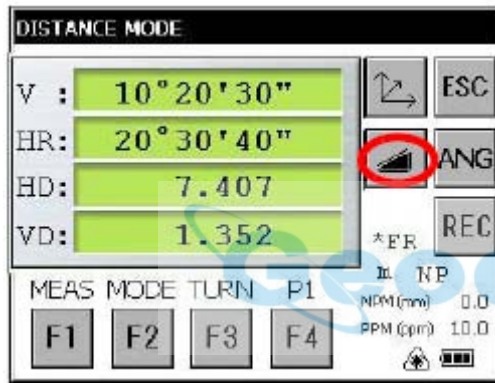 DISTANCE MODE
V : 10°20'30"
ESC
HR: 20°30'40"
ANG
HD: 7.407
VD: 1.352
REC
*FR
m NP
MEAS MODE TURN P1
NPM (mm) 0.0
F1 F2 F3 F4
PPM (ppm) 10.0
Geo